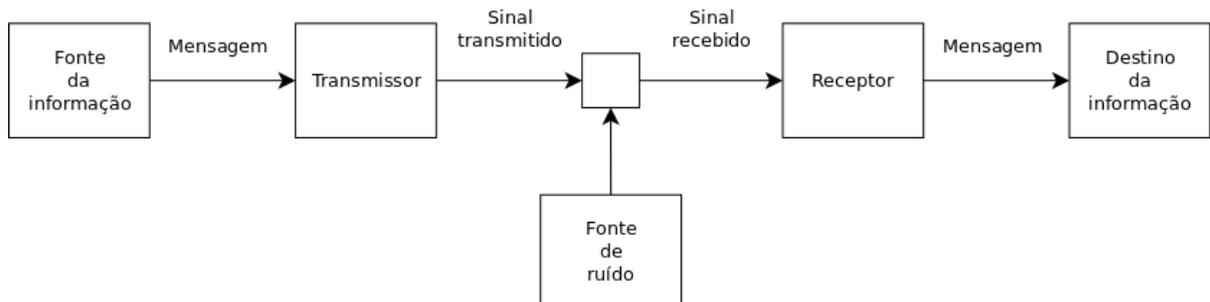 Fonte
da
informação
Mensagem
Transmissor
Sinal
transmitido
Sinal
recebido
Receptor
Mensagem
Destino
da
informação
Fonte
de
ruído